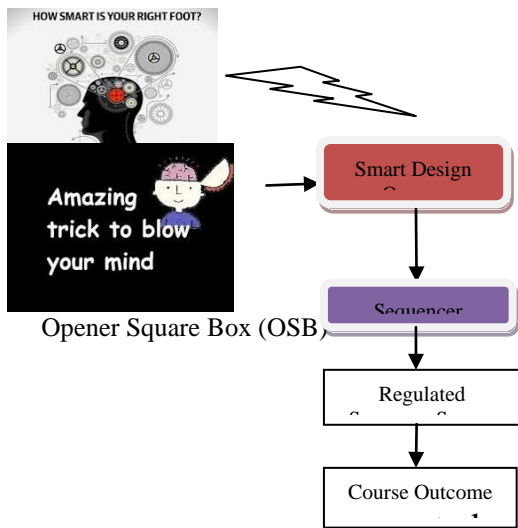 HOW SMART IS YOUR RIGHT FOOT?
Amazing
trick to blow
your mind
Opener Square Box (OSB)
Smart Design
Sequencer
Regulated
Course Outcome